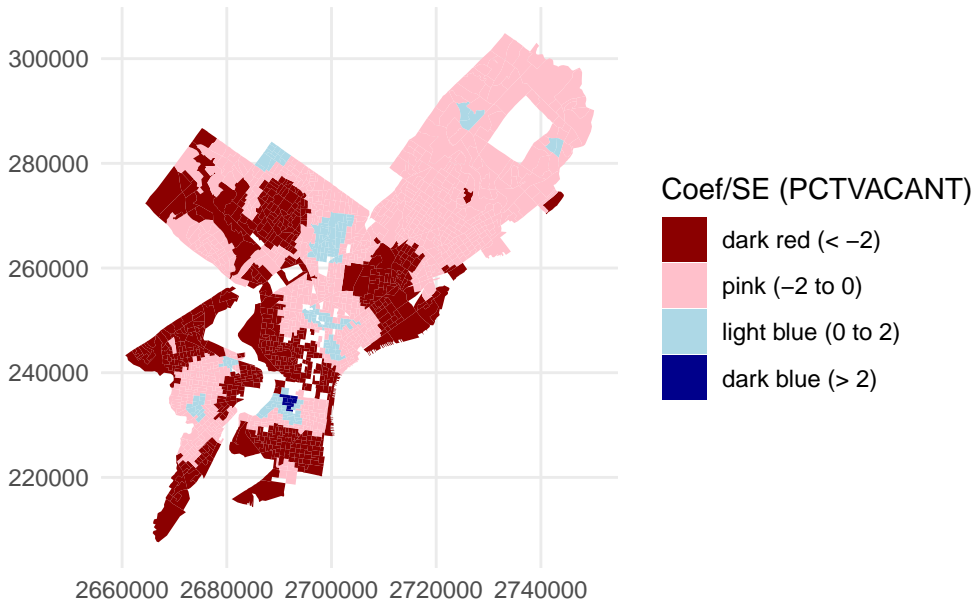 300000
280000
260000
240000
220000
2660000 2680000 2700000 2720000 2740000
Coef/SE (PCTVACANT)
dark red (< −2)
pink (−2 to 0)
light blue (0 to 2)
dark blue (> 2)